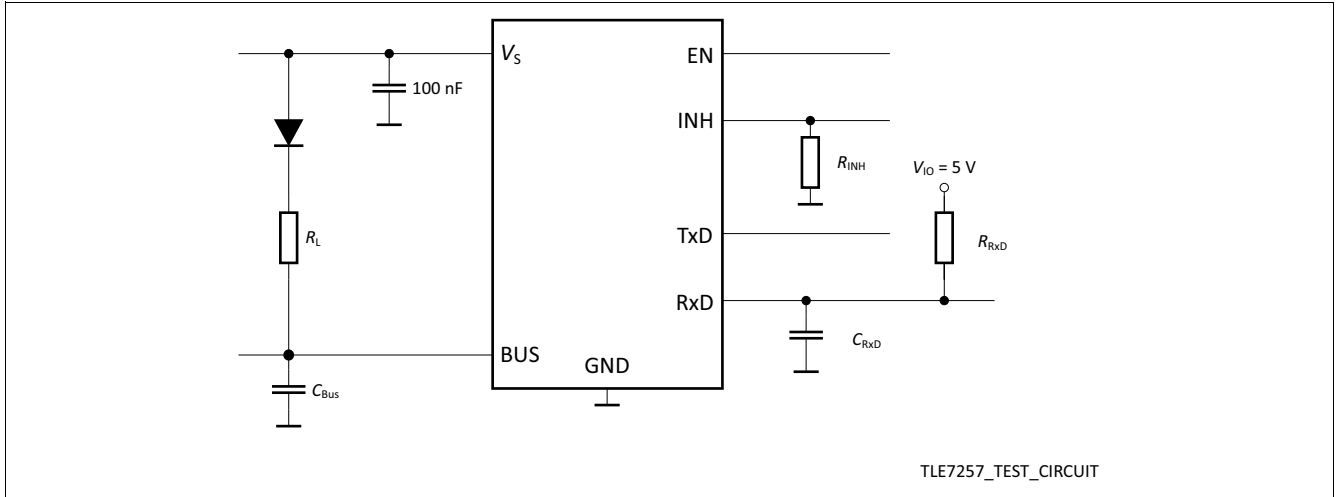 VS
EN
100 nF
INH
RINH
VIO = 5 V
RL
TxD
RRxD
RxD
CRxD
BUS
GND
CBus
TLE7257_TEST_CIRCUIT